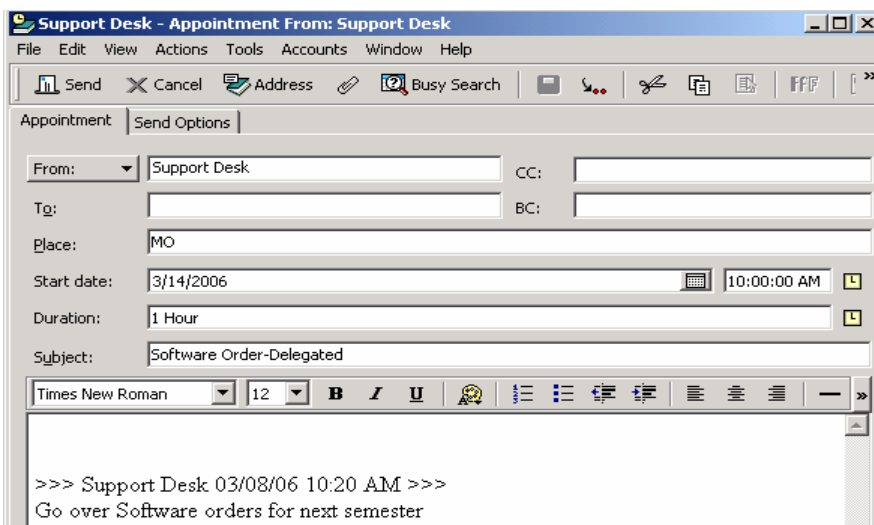 Support Desk - Appointment From: Support Desk
File Edit View Actions Tools Accounts Window Help
Send Cancel Address Busy Search
Appointment Send Options
From: Support Desk CC:
To: BC:
Place: MO
Start date: 3/14/2006 10:00:00 AM
Duration: 1 Hour
Subject: Software Order-Delegated
Times New Roman 12 B I U
>>> Support Desk 03/08/06 10:20 AM >>>
Go over Software orders for next semester